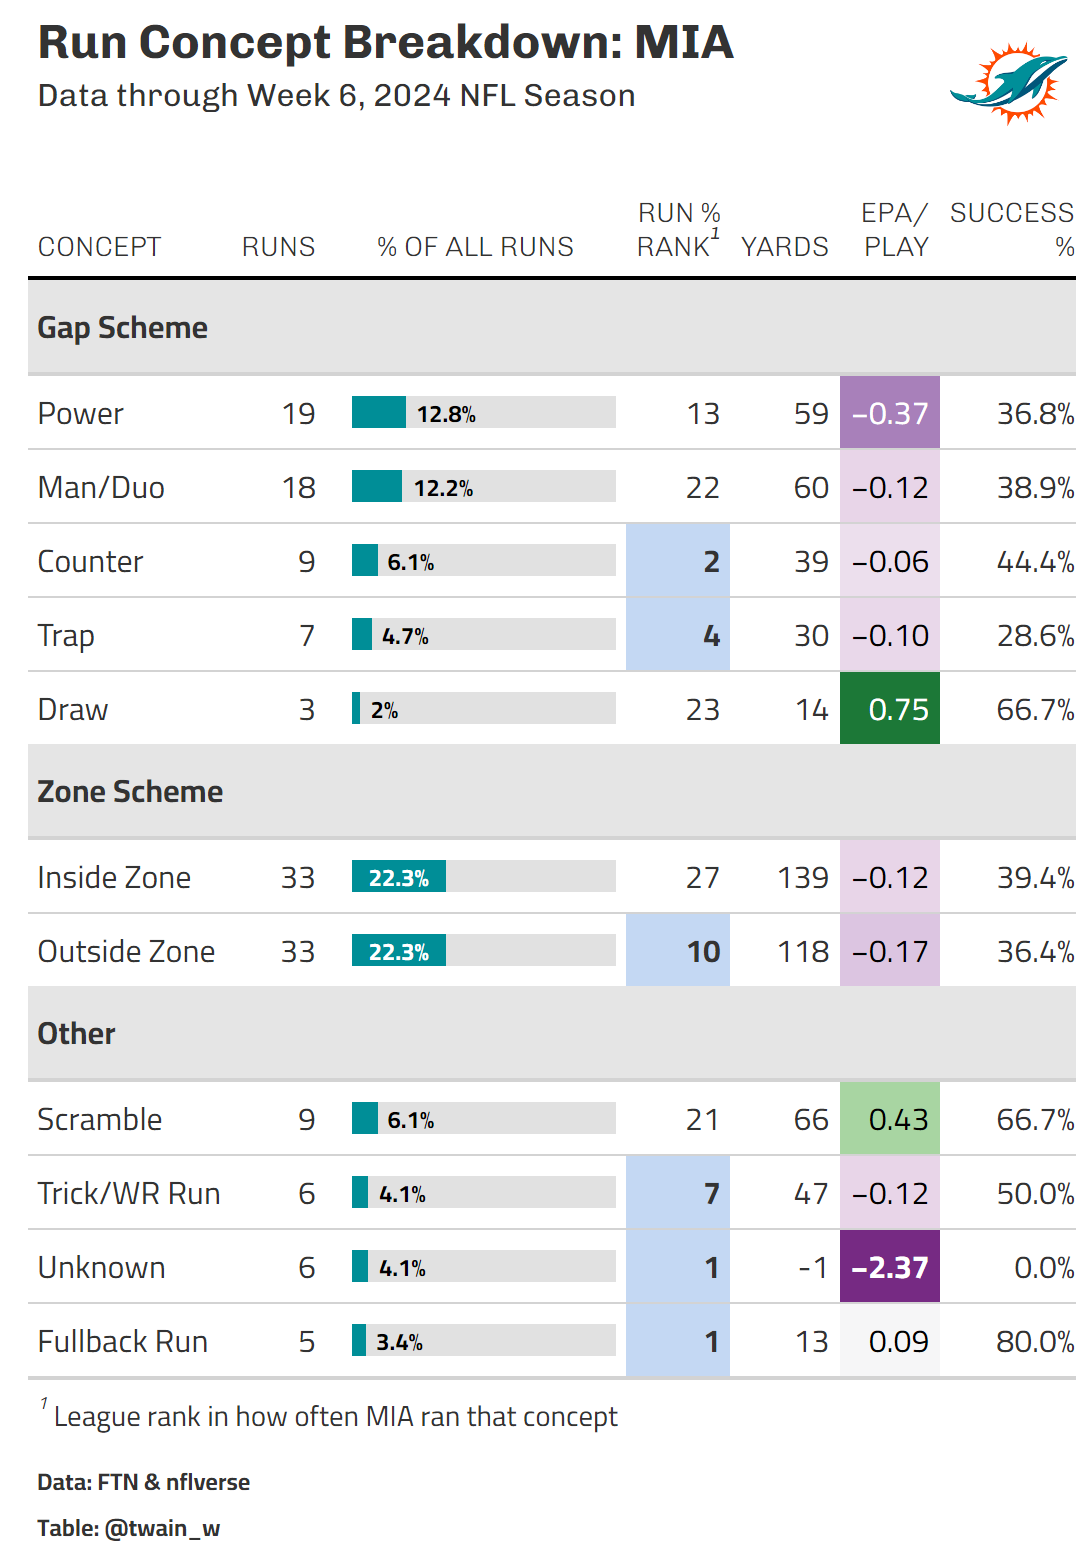 Run Concept Breakdown: MIA
Data through Week 6, 2024 NFL Season
CONCEPT RUNS % OF ALL RUNS RUN % RANK1 YARDS EPA/ PLAY SUCCESS %
Gap Scheme
Power 19 12.8% 13 59 −0.37 36.8%
Man/Duo 18 12.2% 22 60 −0.12 38.9%
Counter 9 6.1% 2 39 −0.06 44.4%
Trap 7 4.7% 4 30 −0.10 28.6%
Draw 3 2% 23 14 0.75 66.7%
Zone Scheme
Inside Zone 33 22.3% 27 139 −0.12 39.4%
Outside Zone 33 22.3% 10 118 −0.17 36.4%
Other
Scramble 9 6.1% 21 66 0.43 66.7%
Trick/WR Run 6 4.1% 7 47 −0.12 50.0%
Unknown 6 4.1% 1 -1 −2.37 0.0%
Fullback Run 5 3.4% 1 13 0.09 80.0%
1 League rank in how often MIA ran that concept
Data: FTN & nflverse
Table: @twain_w